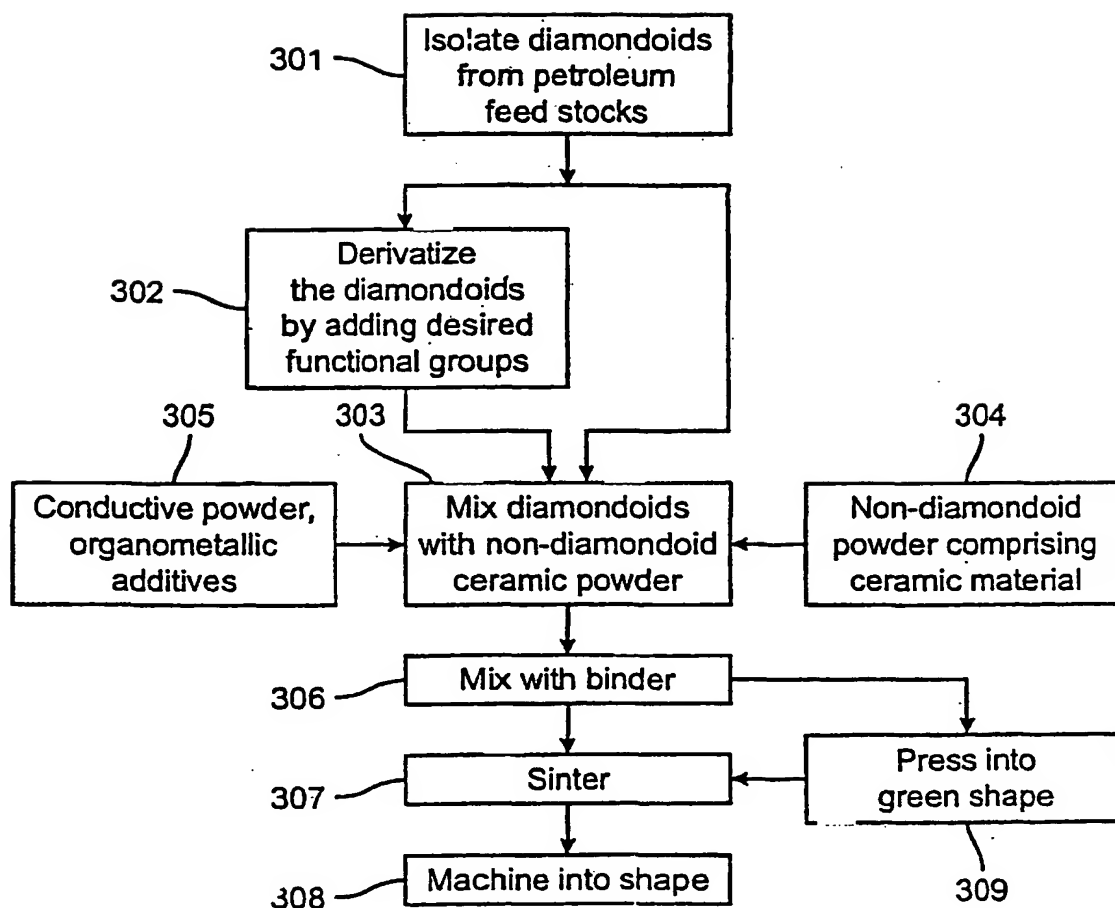 301
Isolate diamondoids
from petroleum
feed stocks
302
Derivatize
the diamondoids
by adding desired
functional groups
305
303
304
Conductive powder,
organometallic
additives
Mix diamondoids
with non-diamondoid
ceramic powder
Non-diamondoid
powder comprising
ceramic material
306
Mix with binder
307
Sinter
Press into
green shape
308
Machine into shape
309